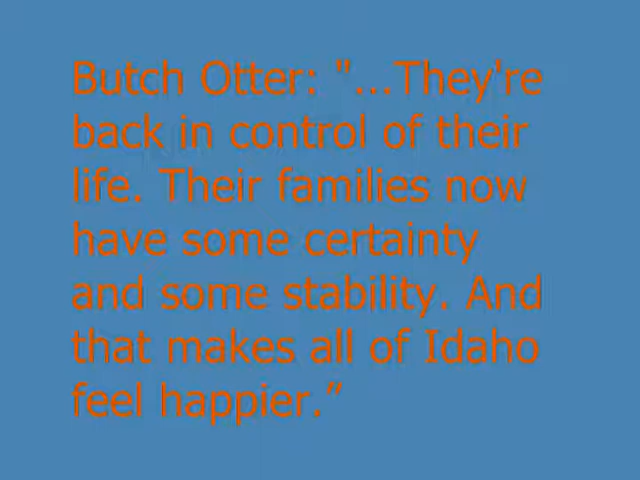 Butch Otter: "...They're
back in control of their
life. Their families now
have some certainty
and some stability. And
that makes all of Idaho
feel happier.”